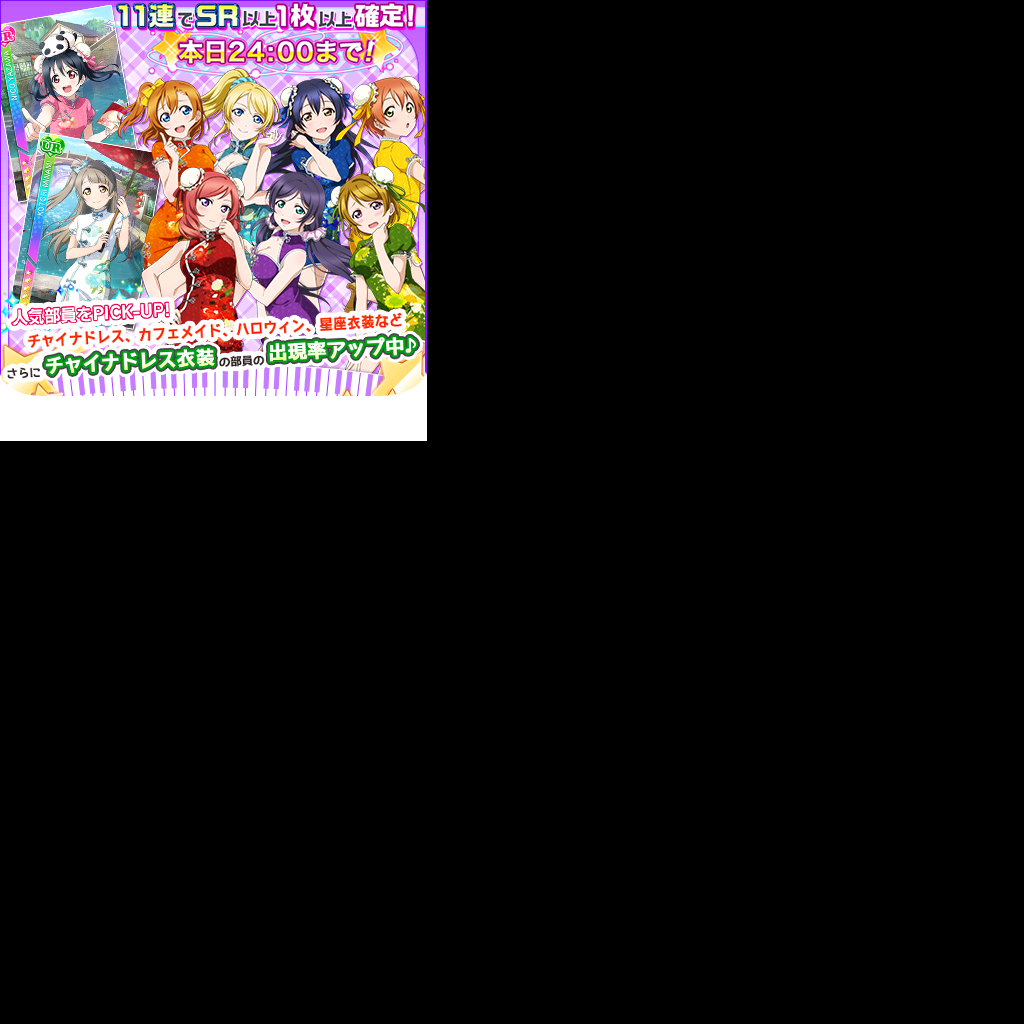 11連でSR以上1枚以上確定!
本日24:00まで!
R
UR
KOTORI MINAMI
人気部員をPICK-UP!
チャイナドレス、カフェメイド、ハロウィン、星座衣装など
さらにチャイナドレス衣装の部員の出現率アップ中♪